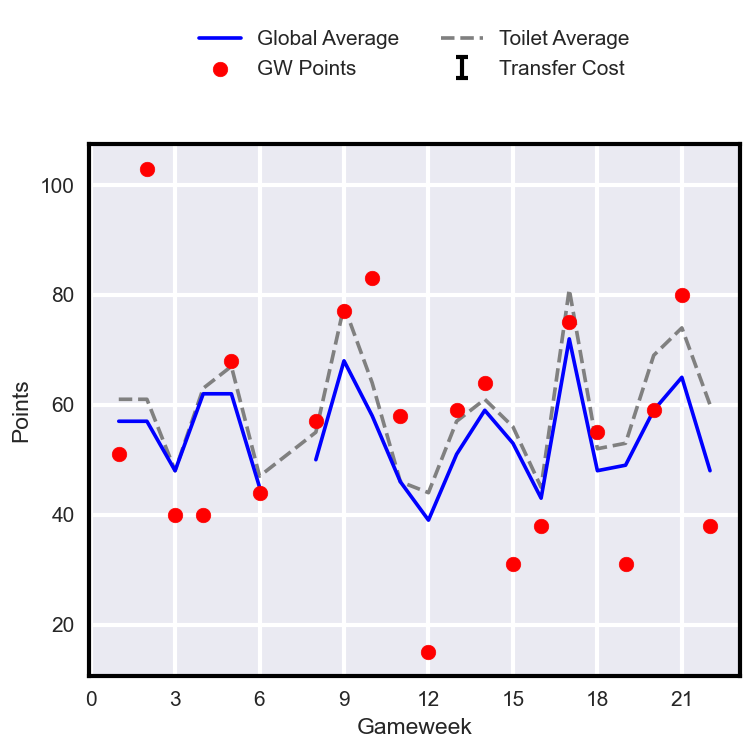 Global Average
Toilet Average
GW Points
Transfer Cost
100
80
60
40
20
Points
0 3 6 9 12 15 18 21
Gameweek